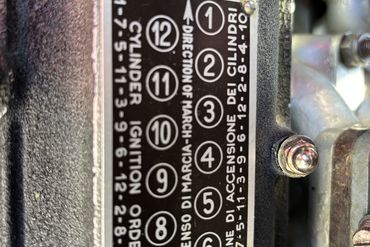 1-7-5-11-3-9-6-12-2-8-
CYLINDER IGNITION ORDE
12 11 10 9 8
ENSO DI MARCIA-DIRECTION OF MARCH
1 2 3 4 5 6
NE DI ACCENSIONE DEI CILINDRI
7-5-11-3-9-6-12-2-8-4-10